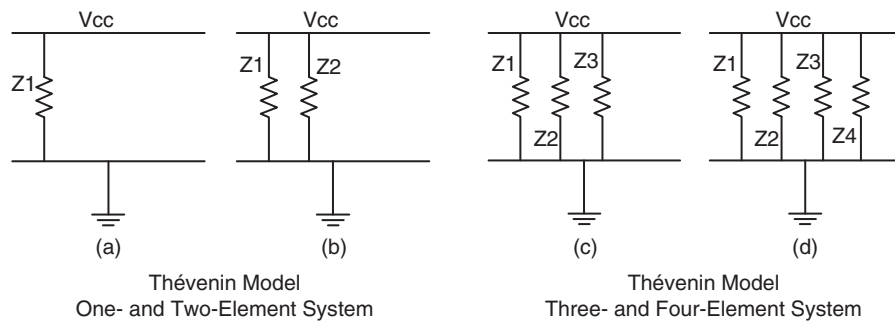 Vcc
Z1
(a)
Vcc
Z1
Z2
(b)
Thévenin Model
One- and Two-Element System
Vcc
Z1
Z3
Z2
(c)
Vcc
Z1
Z3
Z2
Z4
(d)
Thévenin Model
Three- and Four-Element System